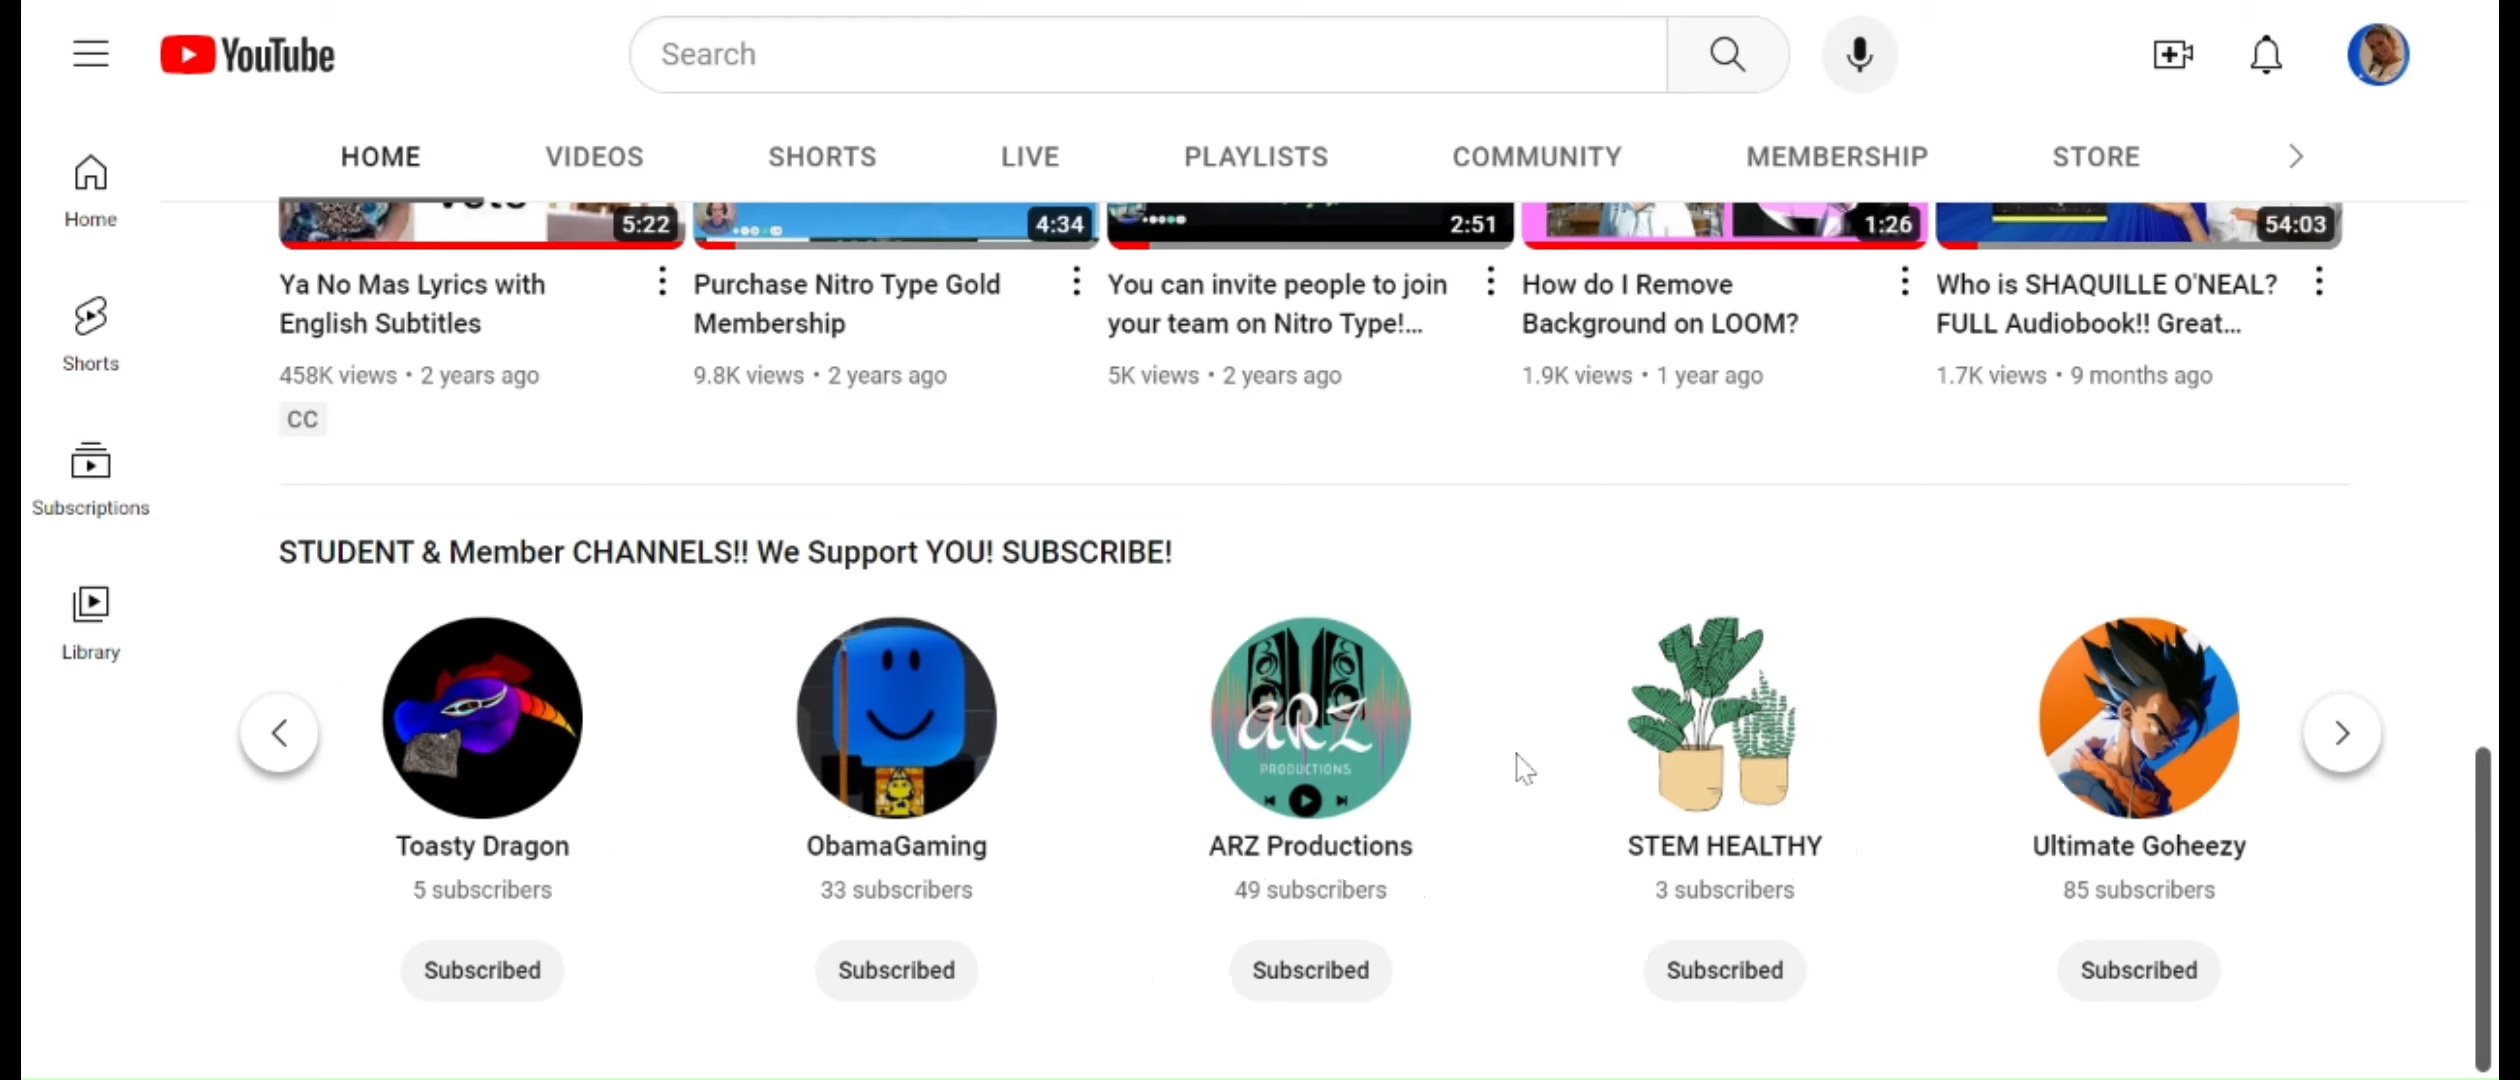 YouTube
Search
HOME VIDEOS SHORTS LIVE PLAYLISTS COMMUNITY MEMBERSHIP STORE
Home
Shorts
Subscriptions
Library
5:22
4:34
2:51
1:26
54:03
Ya No Mas Lyrics with
English Subtitles
458K views • 2 years ago
CC
Purchase Nitro Type Gold
Membership
9.8K views • 2 years ago
You can invite people to join
your team on Nitro Type!...
5K views • 2 years ago
How do I Remove
Background on LOOM?
1.9K views • 1 year ago
Who is SHAQUILLE O'NEAL?
FULL Audiobook!! Great...
1.7K views • 9 months ago
STUDENT & Member CHANNELS!! We Support YOU! SUBSCRIBE!
Toasty Dragon
5 subscribers
Subscribed
ObamaGaming
33 subscribers
Subscribed
ARZ
PRODUCTIONS
ARZ Productions
49 subscribers
Subscribed
STEM HEALTHY
3 subscribers
Subscribed
Ultimate Goheezy
85 subscribers
Subscribed